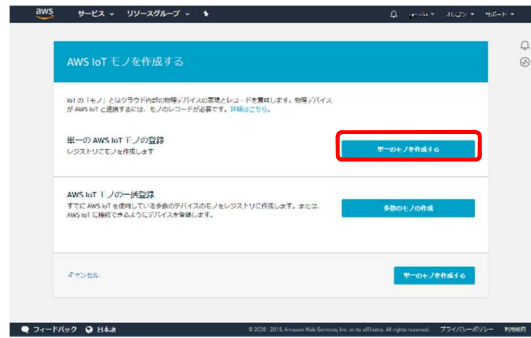 aws
サービス
リソースグループ
サポート
AWS IoT モノを作成する
IoT の「モノ」とはクラウド内部の物理デバイスの表現とレコードを意味します。物理デバイス
が AWS IoT と連携するには、モノのレコードが必要です。詳細はこちら。
単一の AWS IoT モノの登録
レジストリにモノを作成します
単一のモノを作成する
AWS IoT モノの一括登録
すでに AWS IoT を使用している多数のデバイスのモノをレジストリに作成します。または、
AWS IoT に接続できるようにデバイスを登録します。
多数のモノの作成
キャンセル
単一のモノを作成する
フィードバック
日本語
© 2008 - 2018, Amazon Web Services, Inc. or its affiliates. All rights reserved.
プライバシーポリシー
利用規約